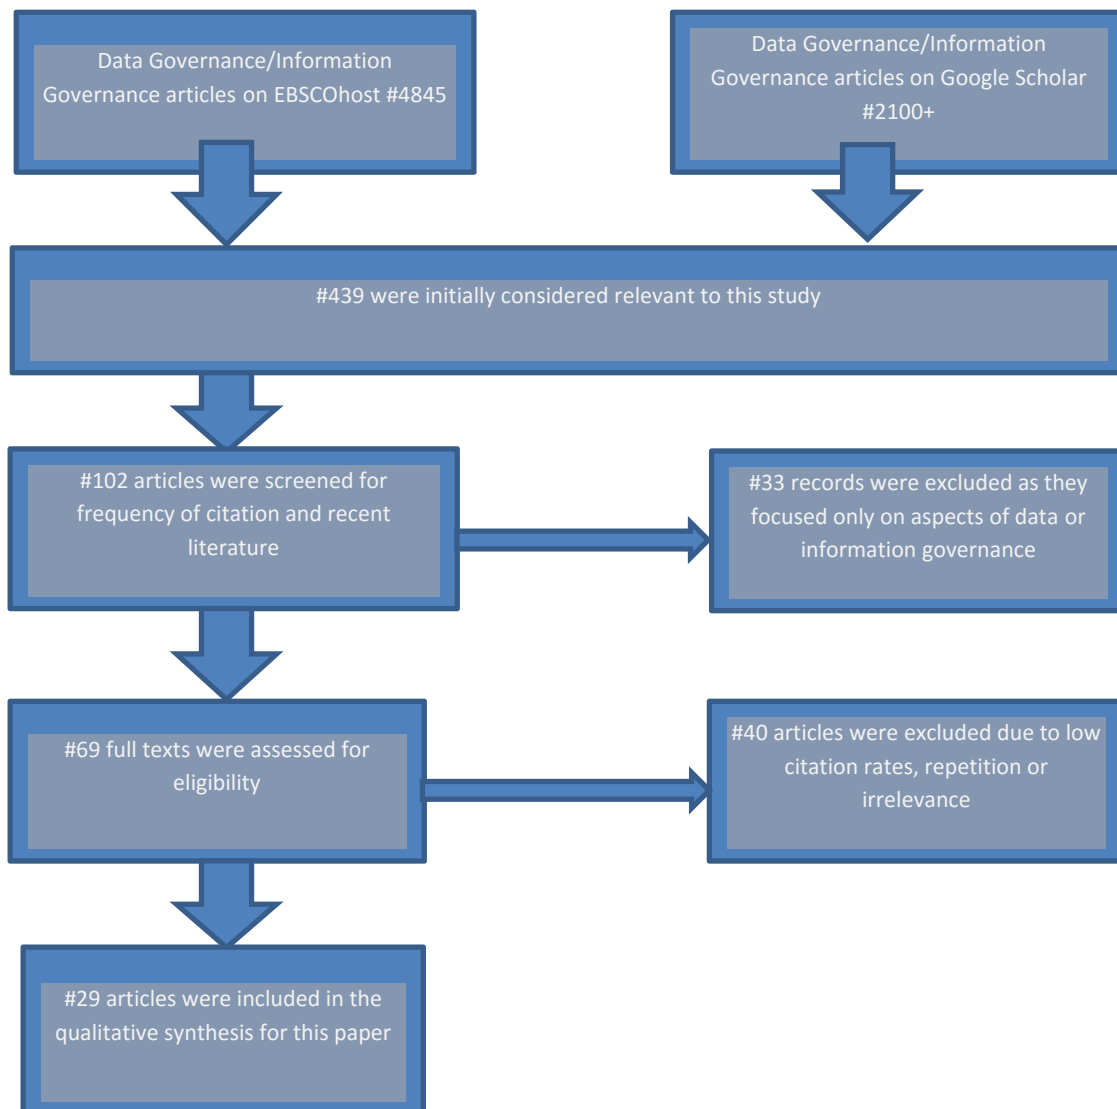 Data Governance/Information
Governance articles on EBSCOhost #4845
Data Governance/Information
Governance articles on Google Scholar
#2100+
#439 were initially considered relevant to this study
#102 articles were screened for
frequency of citation and recent
literature
#33 records were excluded as they
focused only on aspects of data or
information governance
#69 full texts were assessed for
eligibility
#40 articles were excluded due to low
citation rates, repetition or
irrelevance
#29 articles were included in the
qualitative synthesis for this paper